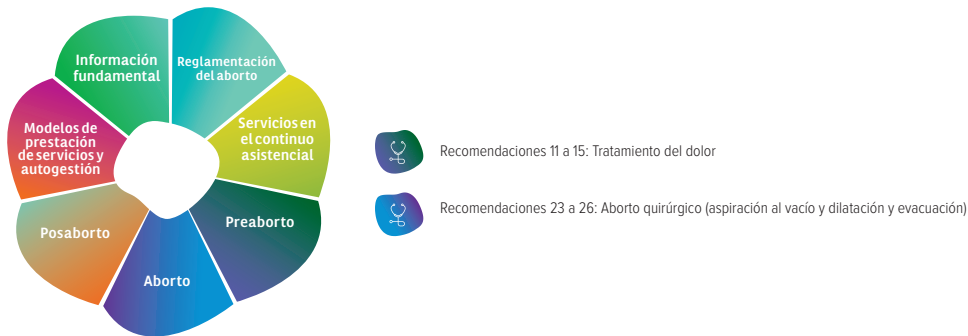 Información
fundamental
Reglamentación
del aborto
Servicios en
el continuo
asistencial
Preaborto
Aborto
Posaborto
Modelos de
prestación
de servicios y
autogestión
Recomendaciones 11 a 15: Tratamiento del dolor
Recomendaciones 23 a 26: Aborto quirúrgico (aspiración al vacío y dilatación y evacuación)